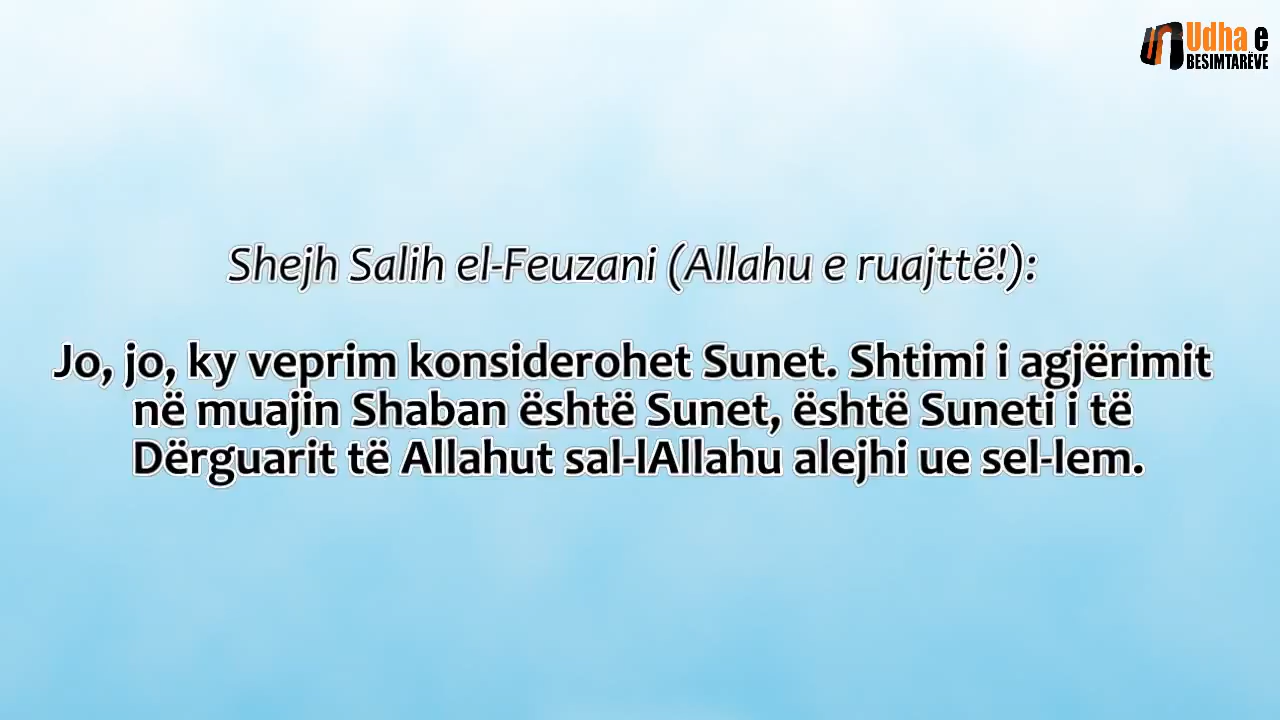 Udha e
BESIMTARËVE
Shejh Salih el-Feuzani (Allahu e ruajttë!):
Jo, jo, ky veprim konsiderohet Sunet. Shtimi i agjërimit
në muajin Shaban është Sunet, është Suneti i të
Dërguarit të Allahut sal-lAllahu alejhi ue sel-lem.